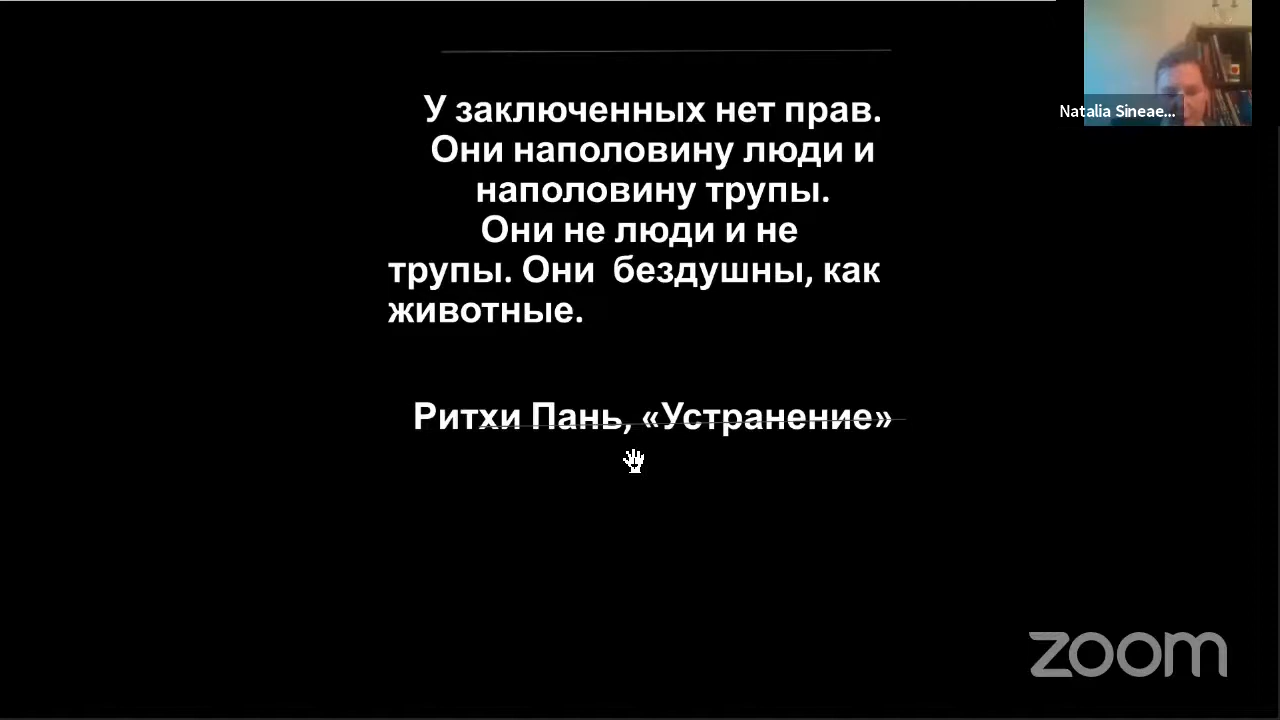 У заключенных нет прав.
Они наполовину люди и
наполовину трупы.
Они не люди и не
трупы. Они  бездушны, как
животные.
Ритхи Пань, «Устранение»
Natalia Sineae...
zoom